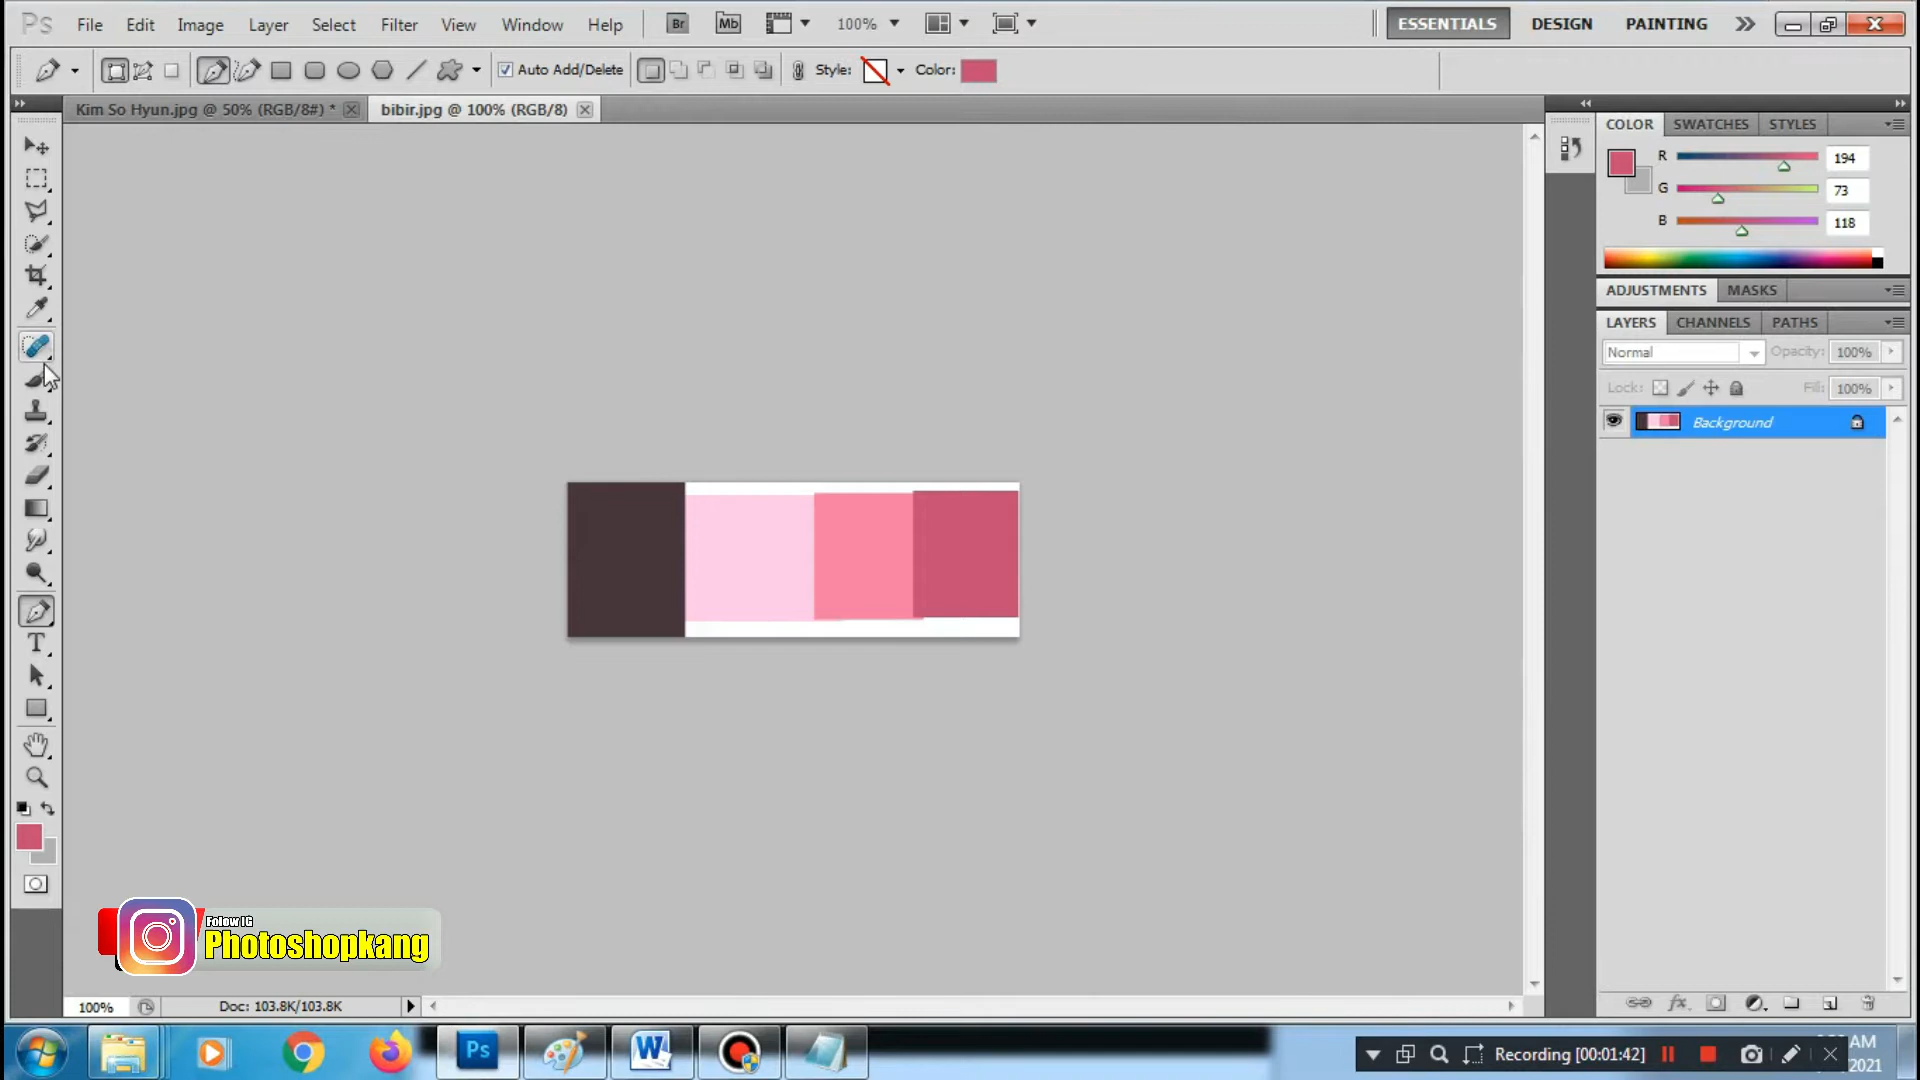 Ps File Edit Image Layer Select Filter View Window Help Br Mb 100% ESSENTIALS DESIGN PAINTING
Auto Add/Delete Style: Color:
Kim So Hyun.jpg @ 50% (RGB/8#) * bibir.jpg @ 100% (RGB/8)
COLOR SWATCHES STYLES
R 194
G 73
B 118
ADJUSTMENTS MASKS
LAYERS CHANNELS PATHS
Normal Opacity: 100%
Lock: Fill: 100%
Background
T
Folow IG
Photoshopkang
100% Doc: 103.8K/103.8K
fx
Ps W Recording [00:01:42]
AM
2021